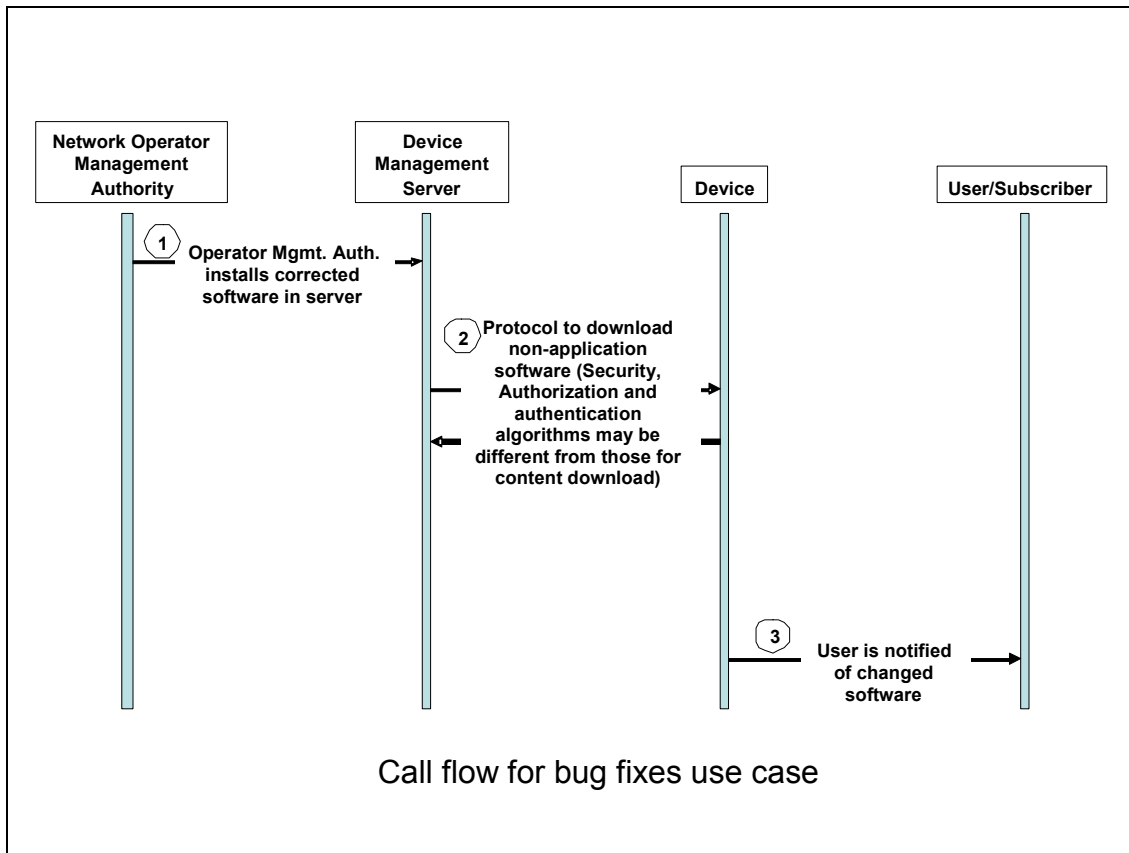 Network Operator
Management
Authority
Device
Management
Server
Device
User/Subscriber
1
Operator Mgmt. Auth.
installs corrected
software in server
2
Protocol to download
non-application
software (Security,
Authorization and
authentication
algorithms may be
different from those for
content download)
3
User is notified
of changed
software
Call flow for bug fixes use case